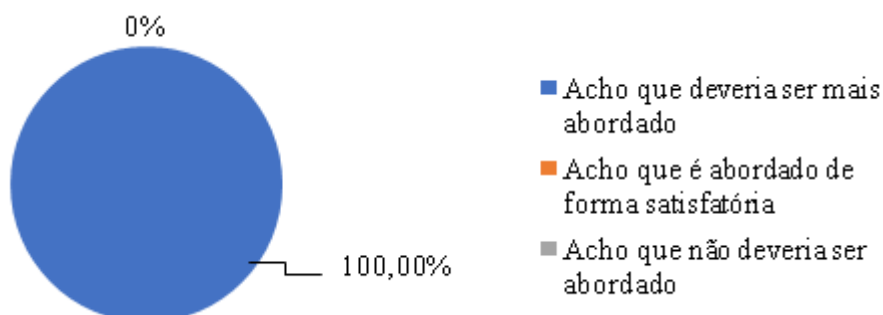 0%
100,00%
Acho que deveria ser mais
abordado
Acho que é abordado de
forma satisfatória
Acho que não deveria ser
abordado